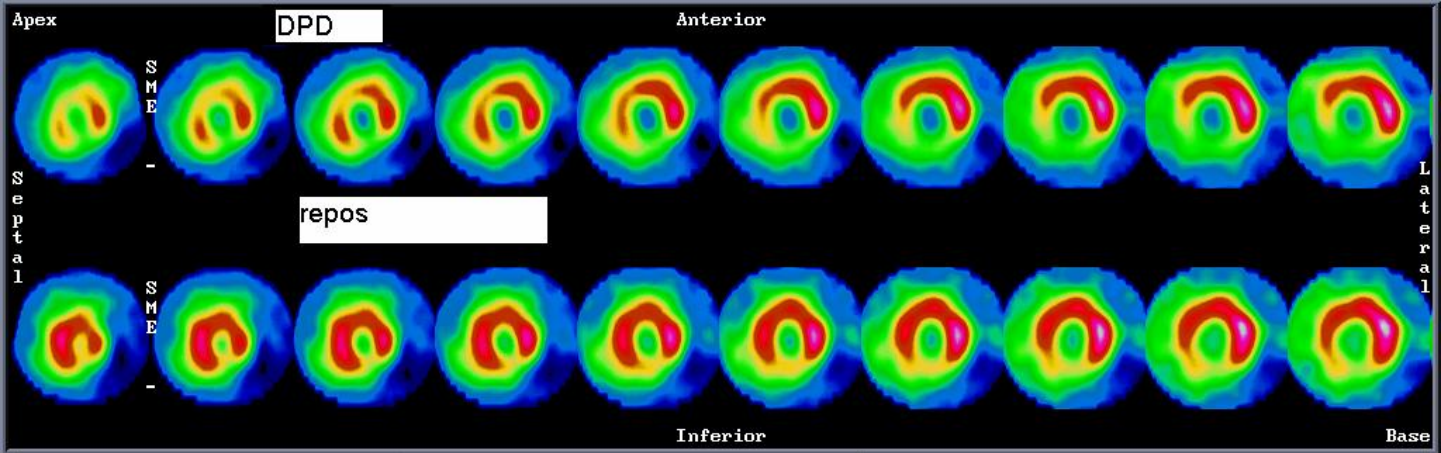 Apex
DPD
Anterior
SME
-
Septal
Lateral
repos
SME
-
Inferior
Base